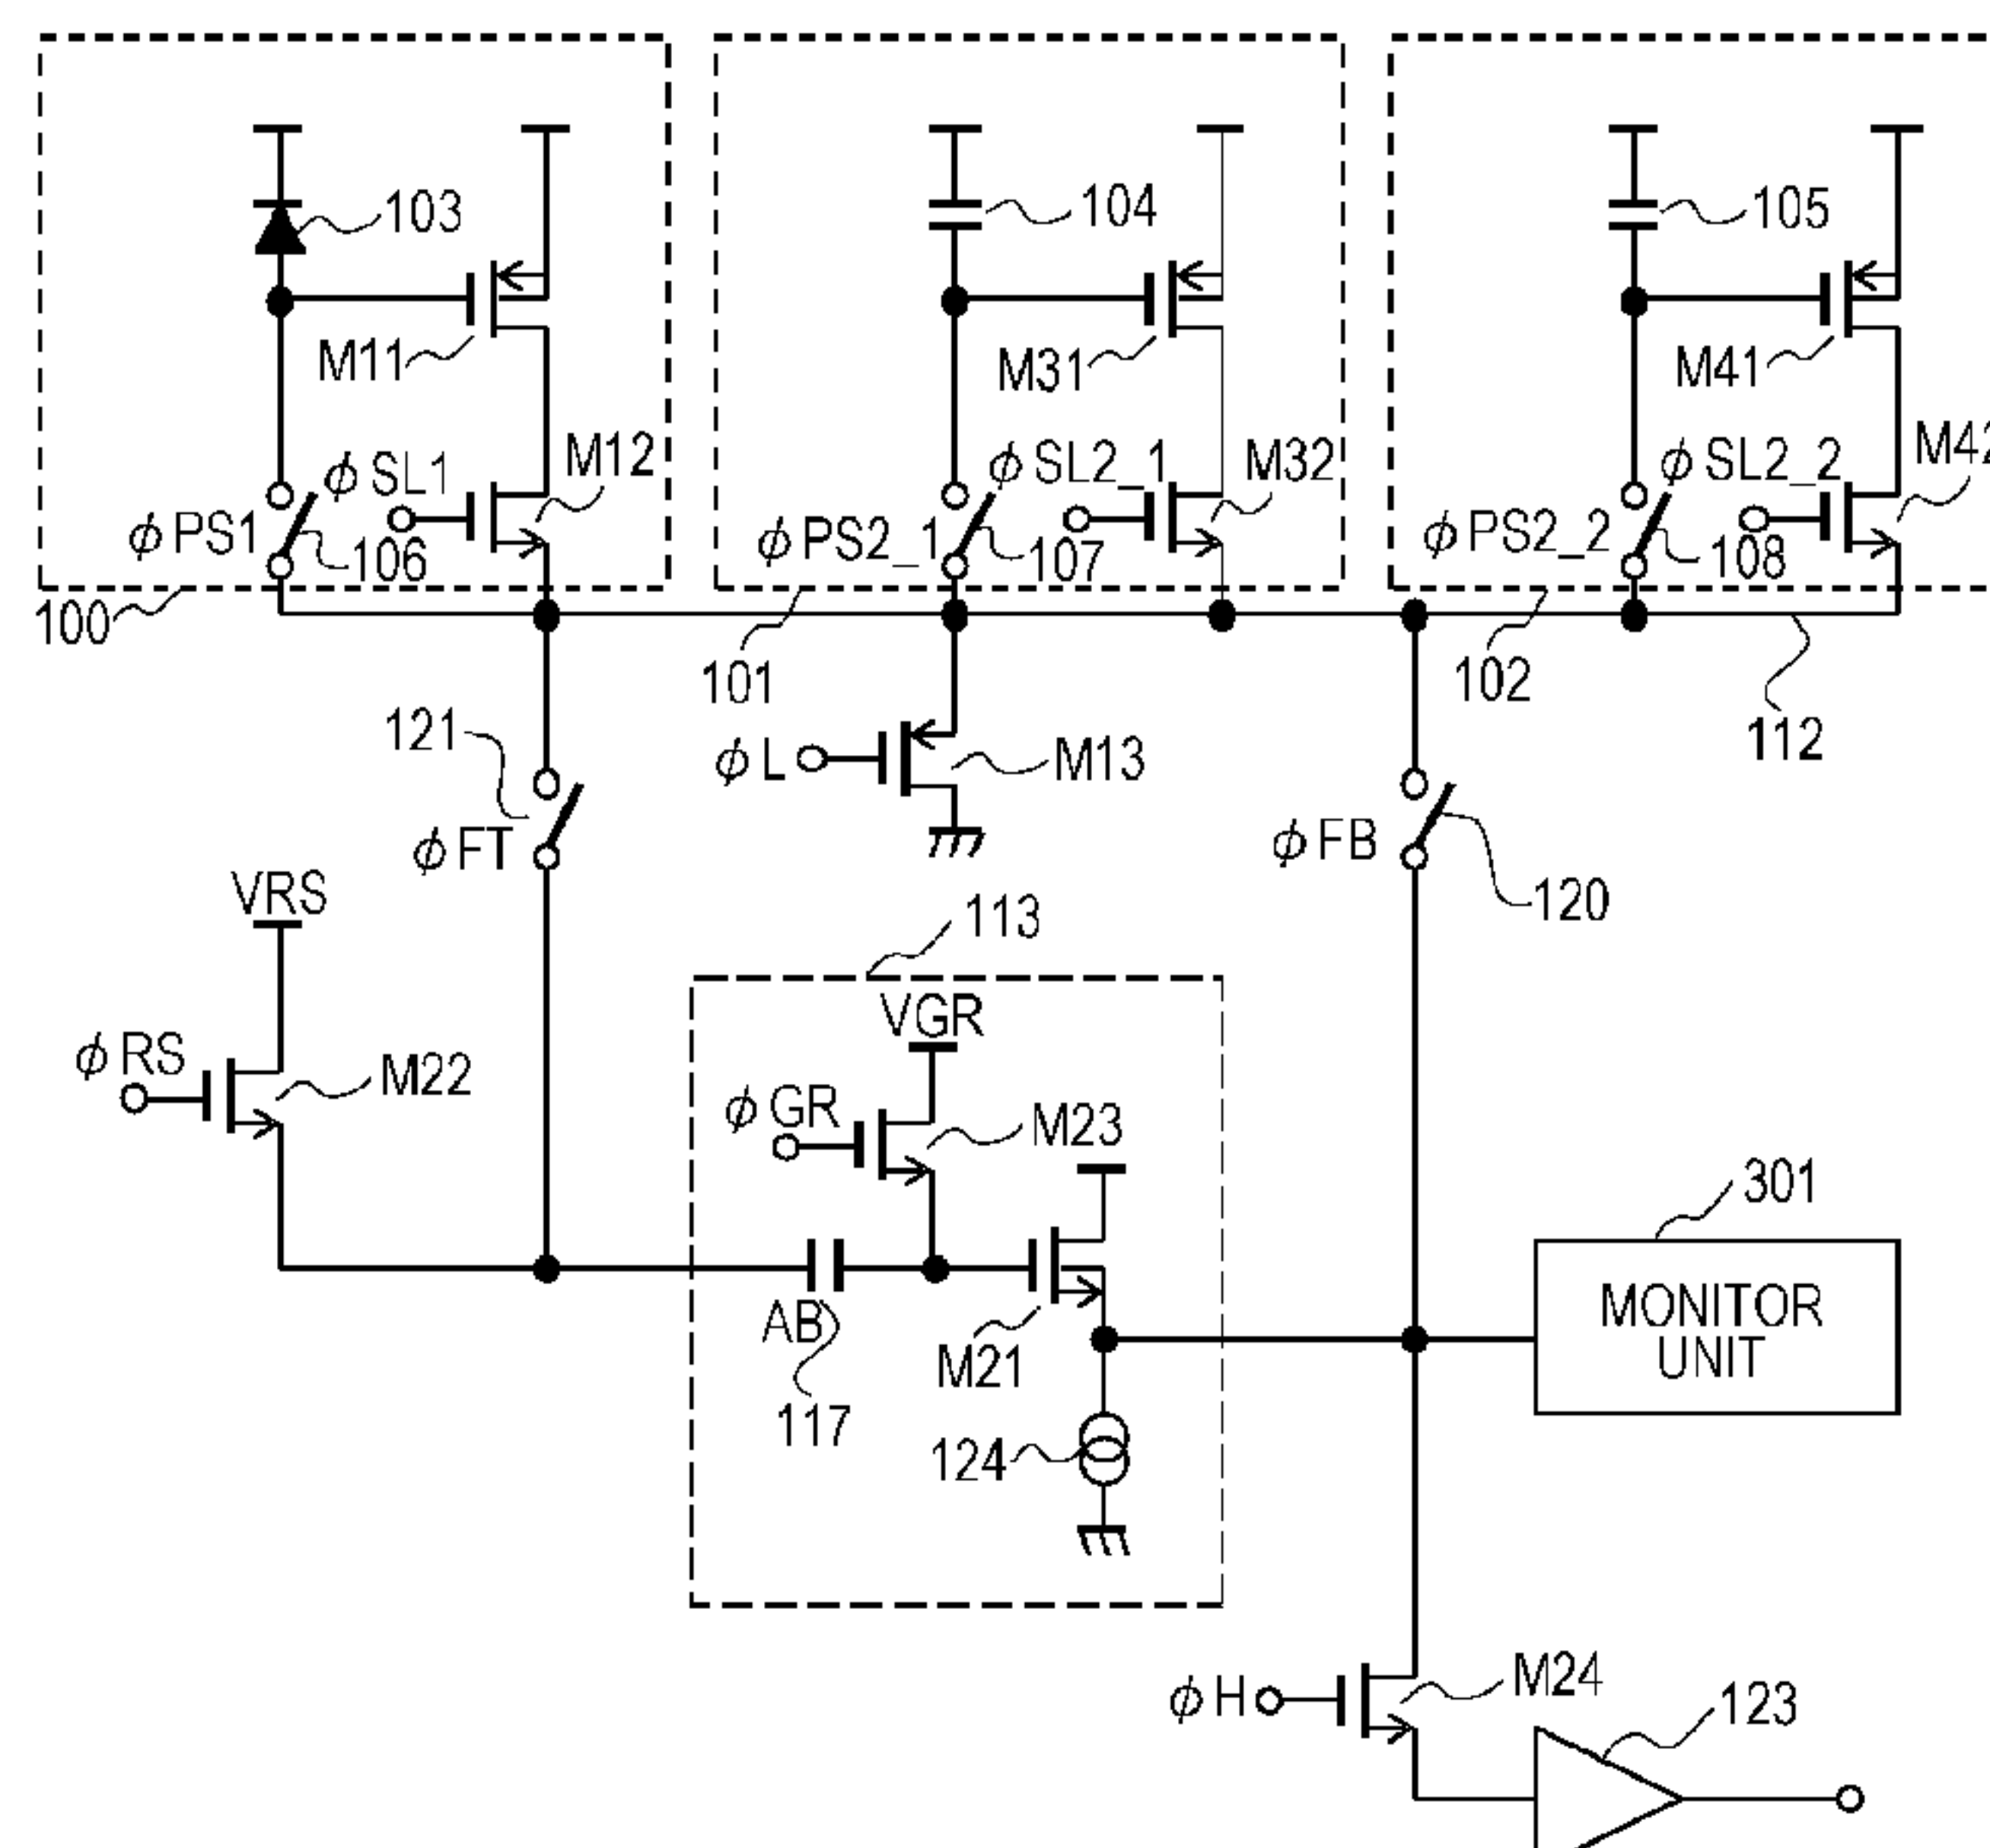 103
104
105
M11
M31
M41
φSL1
M12
φSL2_1
M32
φSL2_2
φPS1
106
φPS2_1
107
φPS2_2
108
100
101
102
112
121
φL
M13
φFT
φFB
120
VRS
113
VGR
φRS
M22
φGR
M23
301
MONITOR
UNIT
AB
M21
117
124
φH
M24
123